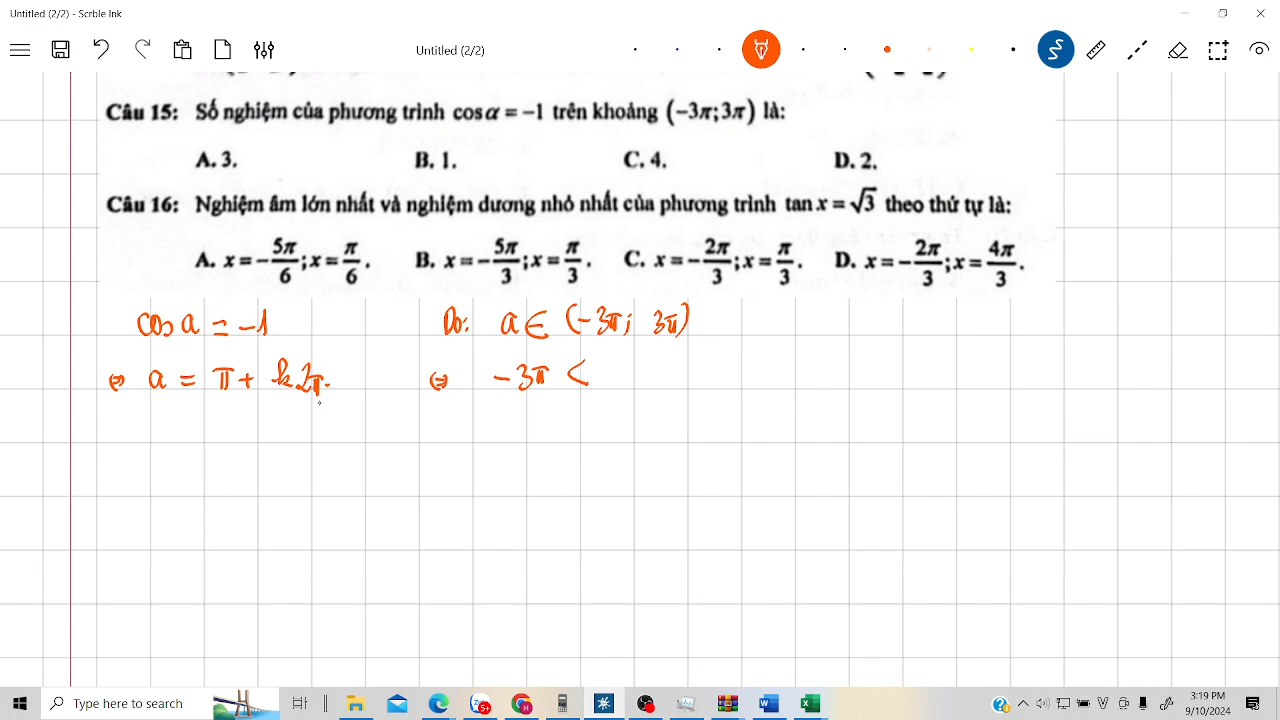 Untitled (2/2) - Scrble Ink
Untitled (2/2)
Câu 15: Số nghiệm của phương trình cosα = −1 trên khoảng (−3π;3π) là:
A. 3. B. 1. C. 4. D. 2.
Câu 16: Nghiệm âm lớn nhất và nghiệm dương nhỏ nhất của phương trình tan x = √3 theo thứ tự là:
A. x = −5π/6; x = π/6. B. x = −5π/3; x = π/3. C. x = −2π/3; x = π/3. D. x = −2π/3; x = 4π/3.
cos a = −1 Do: a ∈ (−3π; 3π)
⇔ a = π + k2π. ⇔ −3π <
Type here to search
5+
3:19 PM
9/10/2024